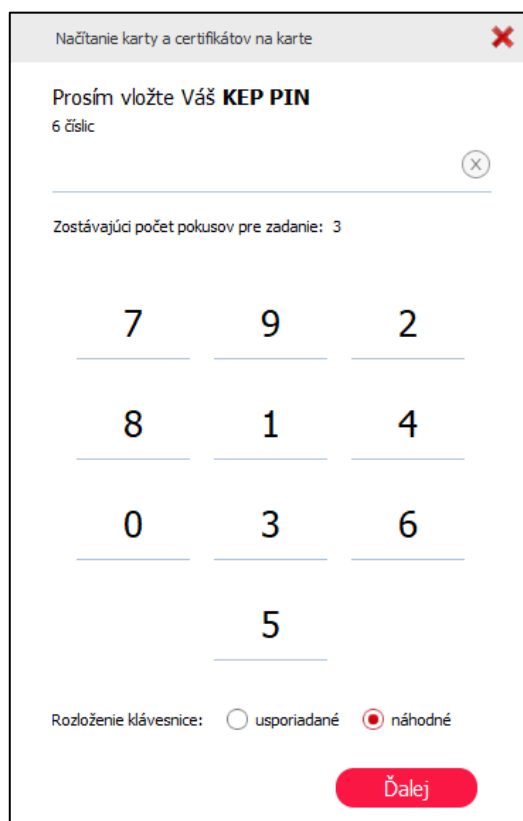 Načítanie karty a certifikátov na karte
Prosím vložte Váš KEP PIN
6 číslic
X
Zostávajúci počet pokusov pre zadanie: 3
7 9 2
8 1 4
0 3 6
5
Rozloženie klávesnice: usporiadané náhodné
Ďalej